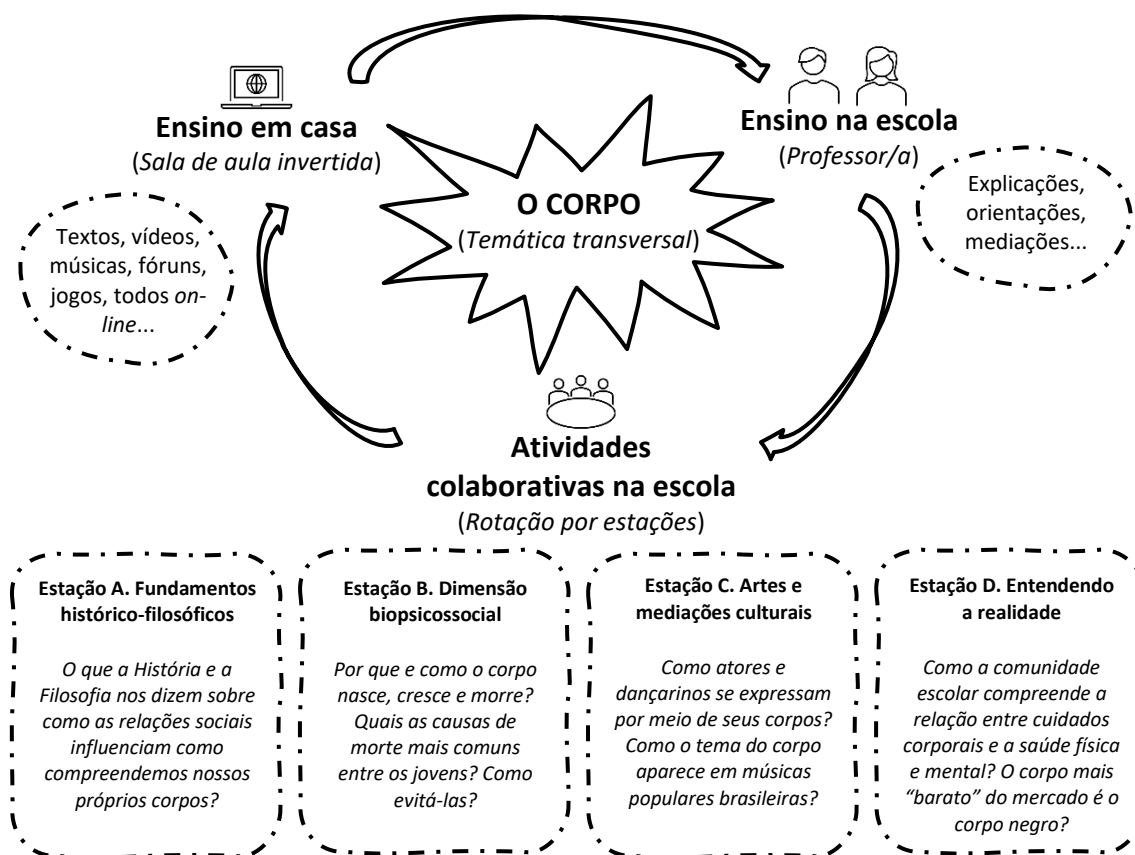 Ensino em casa
(Sala de aula invertida)
Ensino na escola
(Professor/a)
O CORPO
(Temática transversal)
Textos, vídeos,
músicas, fóruns,
jogos, todos on-
line...
Explicações,
orientações,
mediações...
Atividades
colaborativas na escola
(Rotação por estações)
Estação A. Fundamentos
histórico-filosóficos
O que a História e a
Filosofia nos dizem sobre
como as relações sociais
influenciam como
compreendemos nossos
próprios corpos?
Estação B. Dimensão
biopsicossocial
Por que e como o corpo
nasce, cresce e morre?
Quais as causas de
morte mais comuns
entre os jovens? Como
evitá-las?
Estação C. Artes e
mediações culturais
Como atores e
dançarinos se expressam
por meio de seus corpos?
Como o tema do corpo
aparece em músicas
populares brasileiras?
Estação D. Entendendo
a realidade
Como a comunidade
escolar compreende a
relação entre cuidados
corporais e a saúde física
e mental? O corpo mais
“barato” do mercado é o
corpo negro?